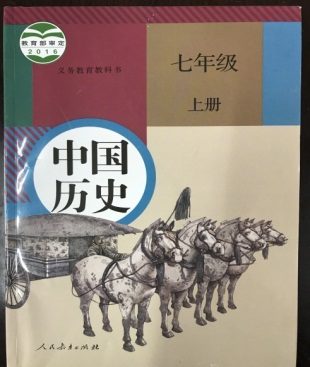 教育部审定
2016
义务教育教科书
七年级
上册
中国
历史
人民教育出版社